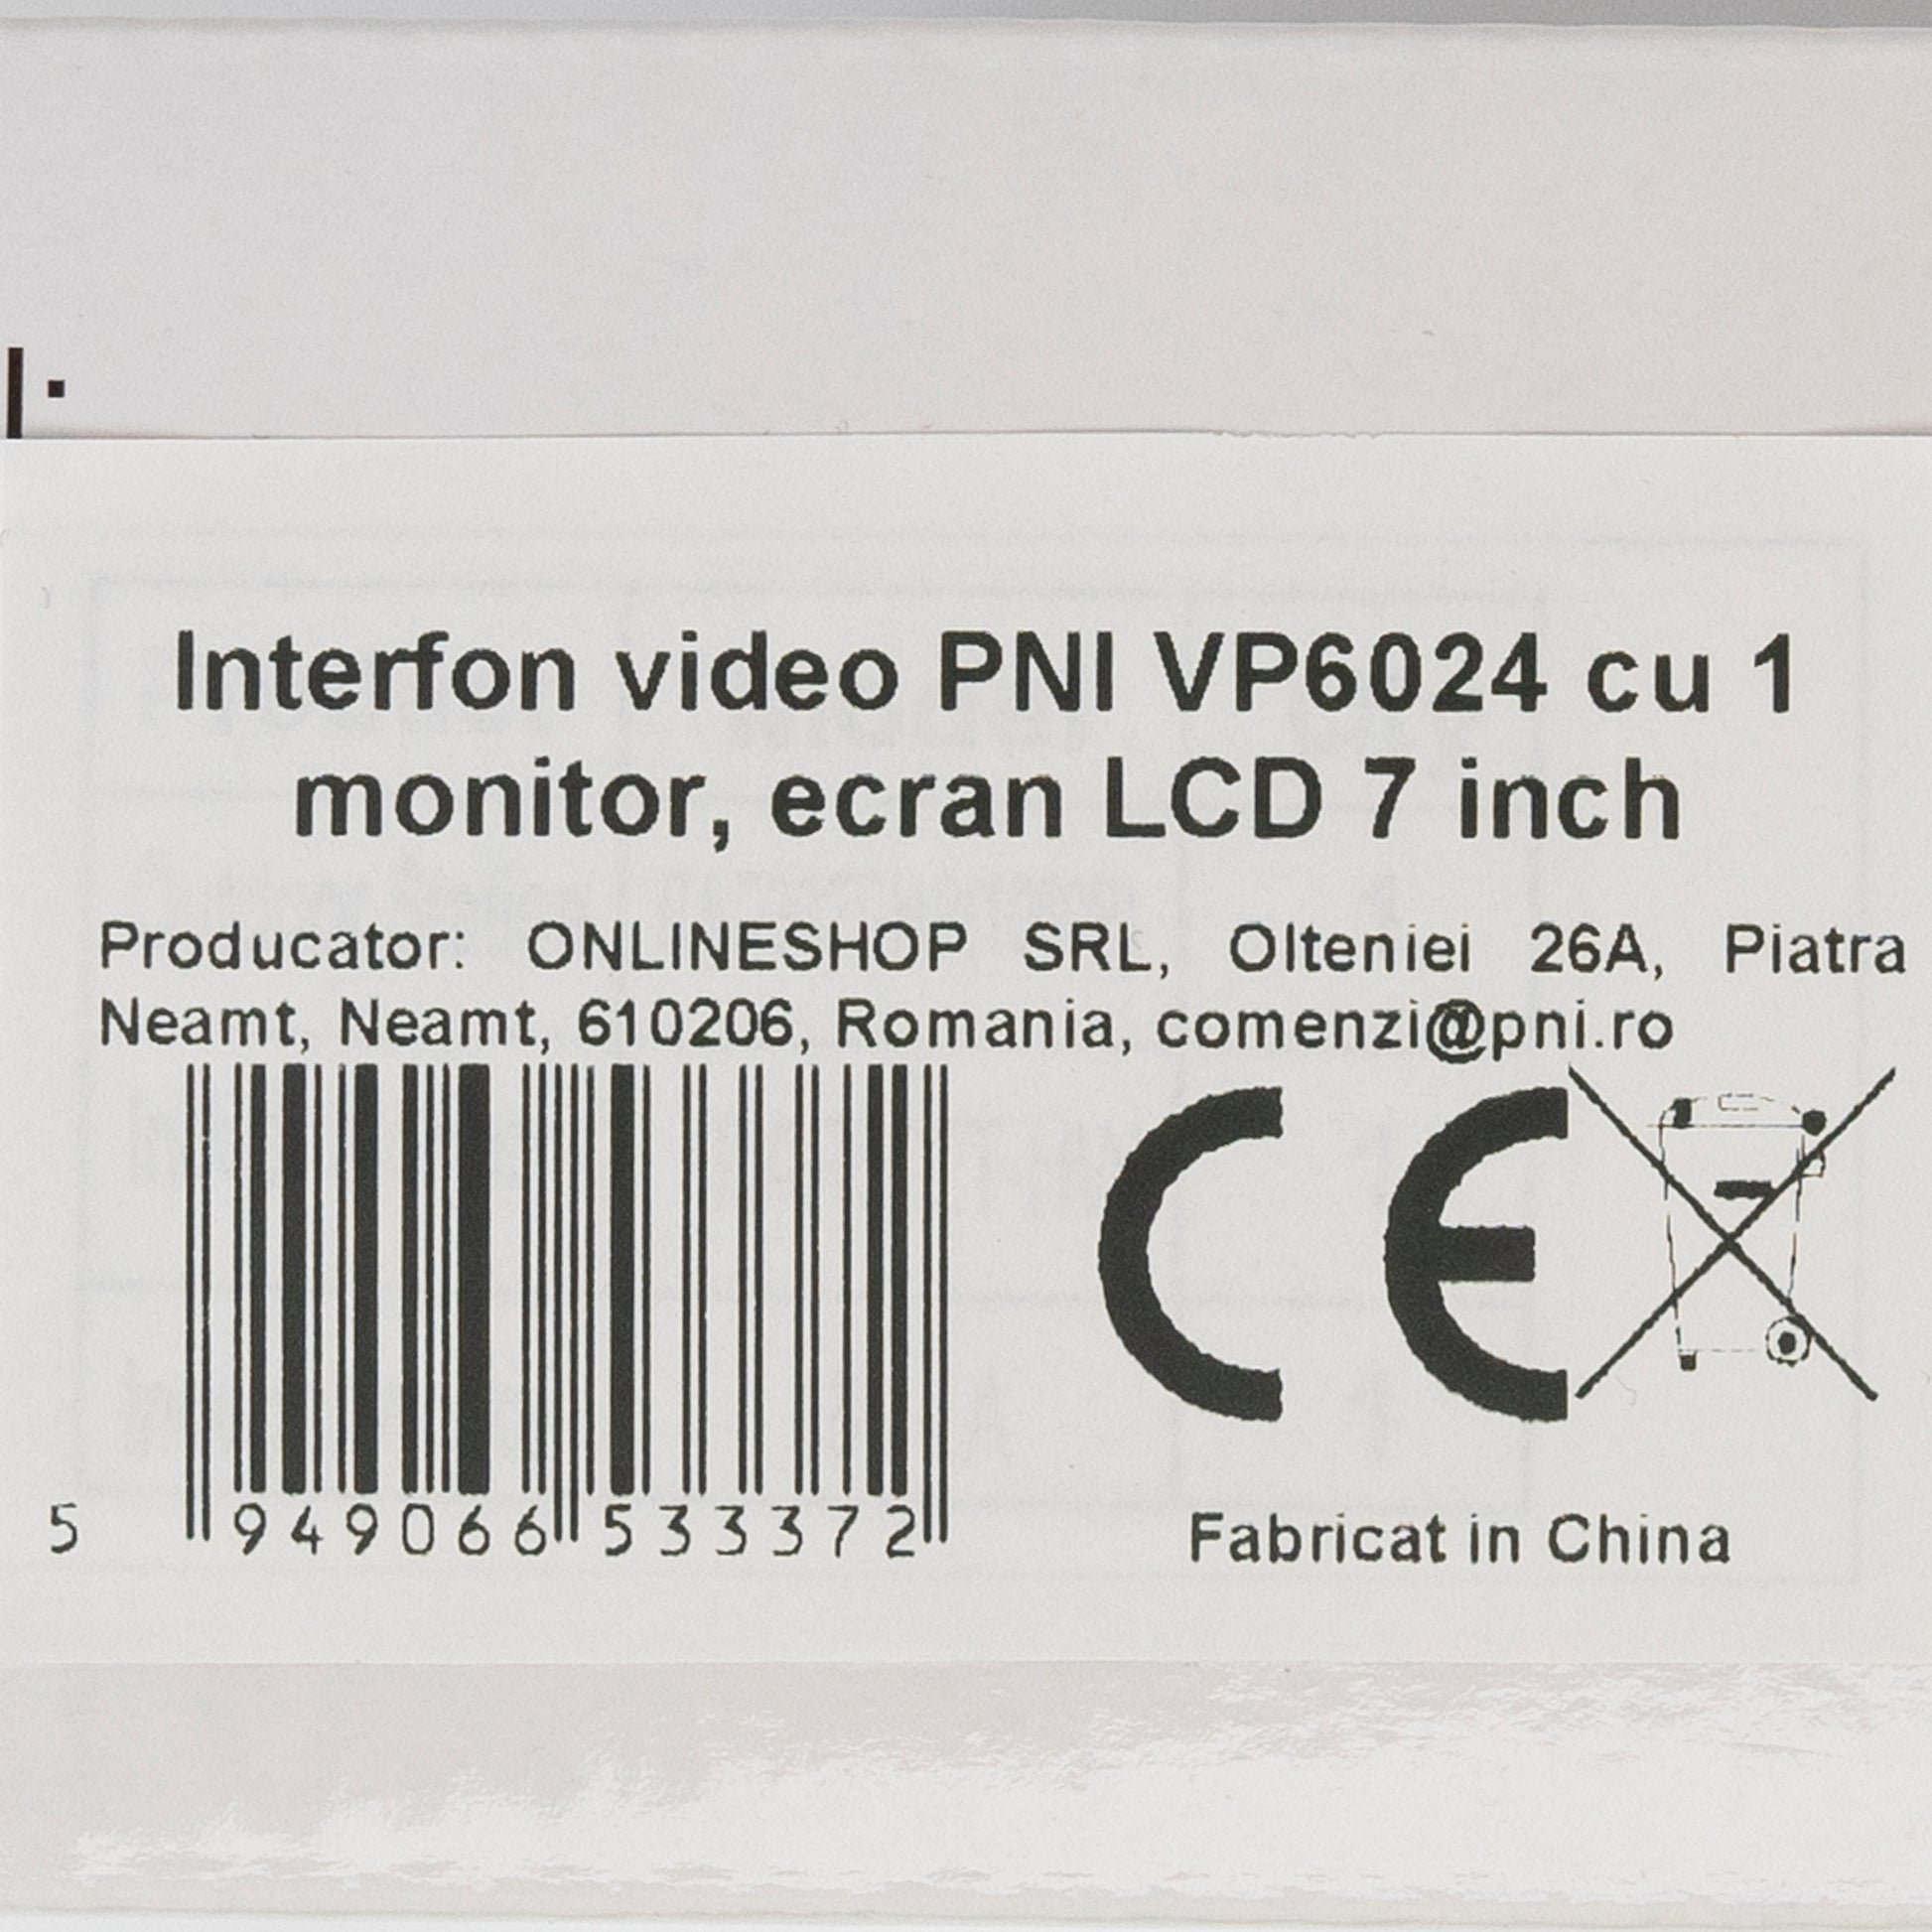 Interfon video PNI VP6024 cu 1
monitor, ecran LCD 7 inch
Producator: ONLINESHOP SRL, Olteniei 26A, Piatra
Neamt, Neamt, 610206, Romania, comenzi@pni.ro
CE
5 949066 533372
Fabricat in China